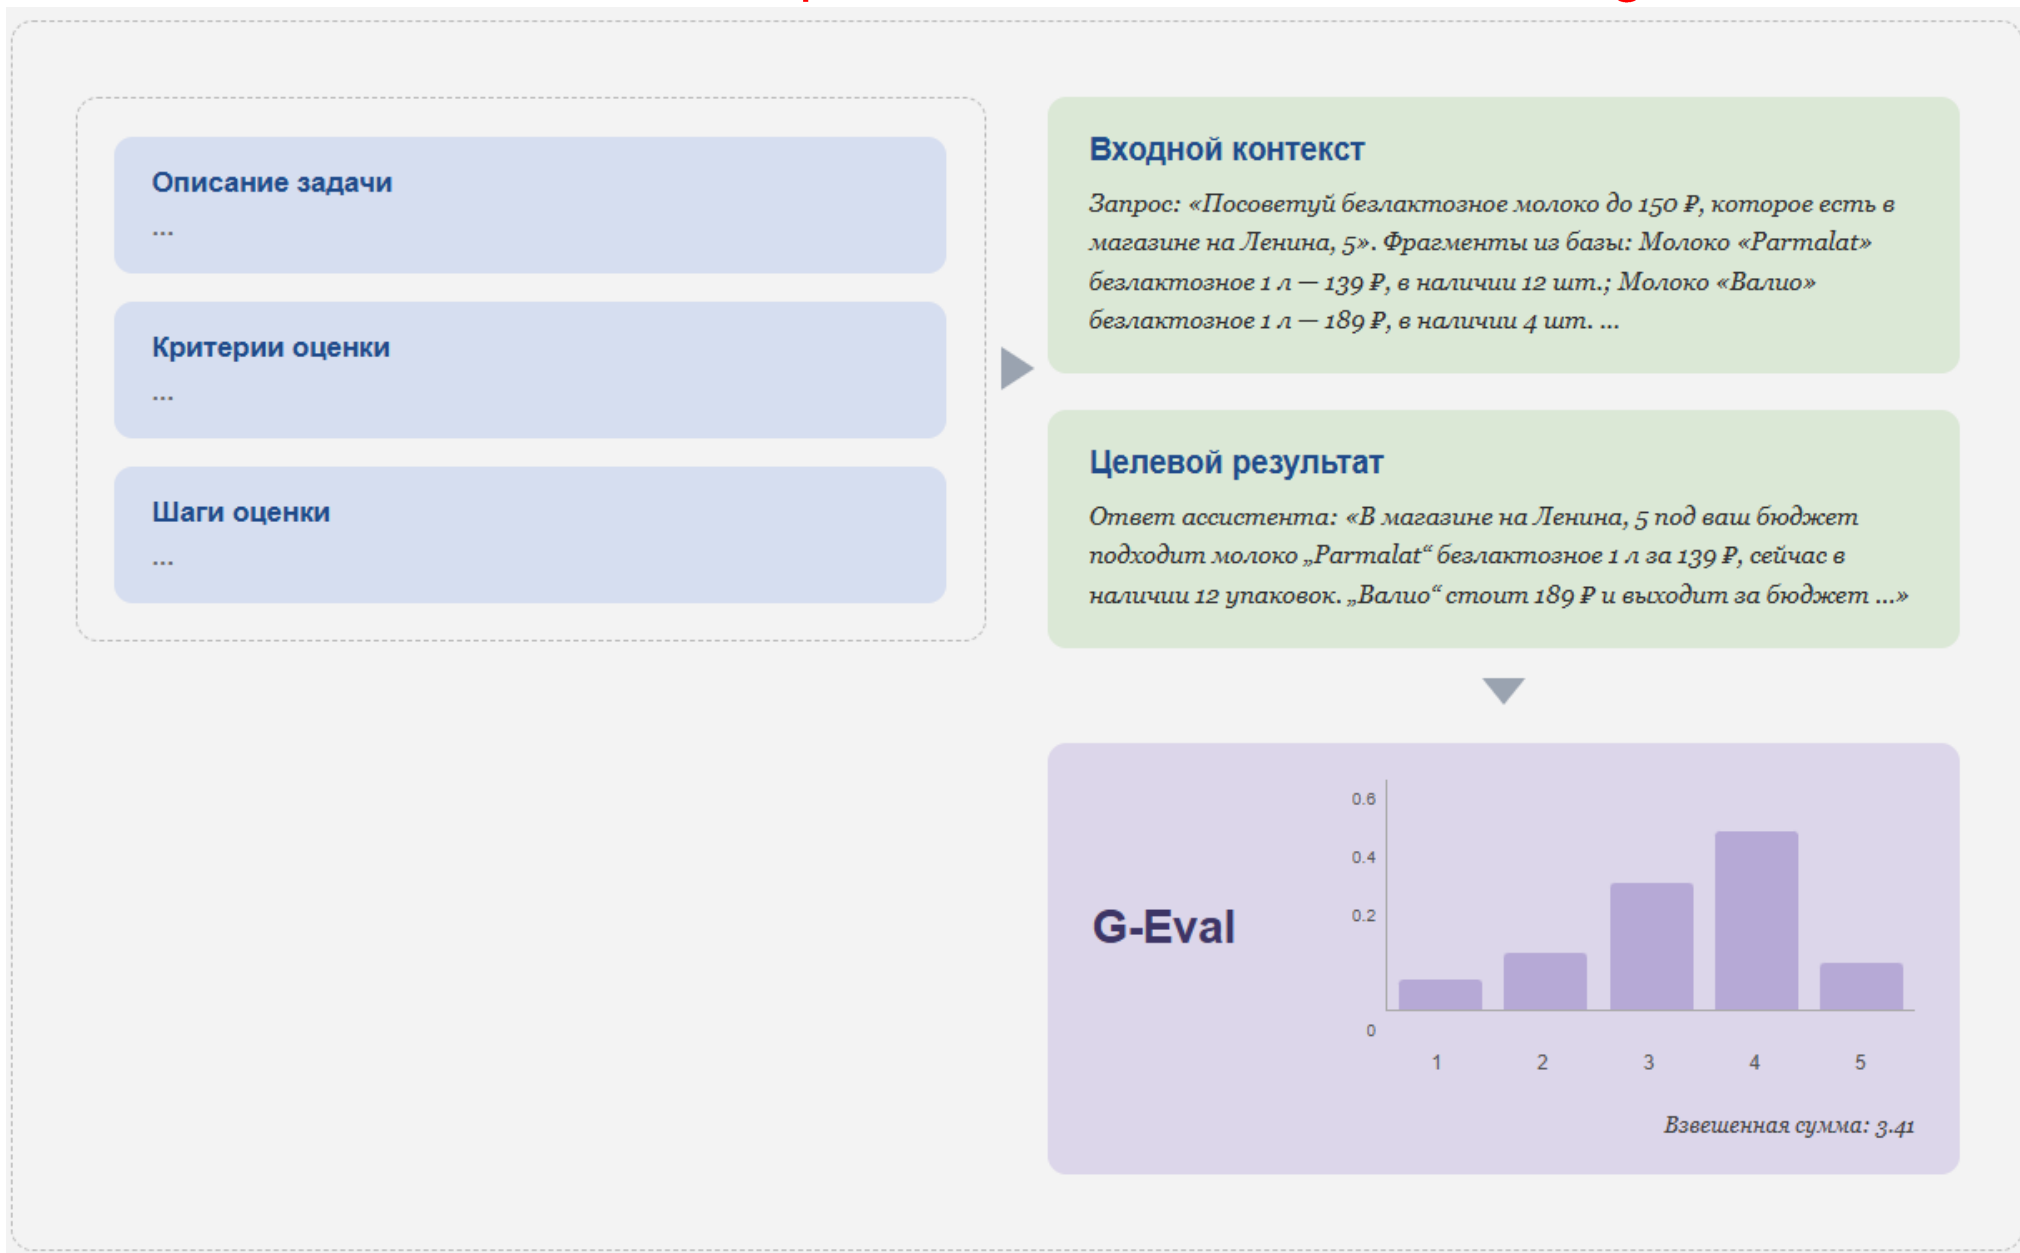 Описание задачи
...
Критерии оценки
...
Шаги оценки
...
Входной контекст
Запрос: «Посоветуй безлактозное молоко до 150 ₽, которое есть в
магазине на Ленина, 5». Фрагменты из базы: Молоко «Parmalat»
безлактозное 1 л — 139 ₽, в наличии 12 шт.; Молоко «Валио»
безлактозное 1 л — 189 ₽, в наличии 4 шт. ...
Целевой результат
Ответ ассистента: «В магазине на Ленина, 5 под ваш бюджет
подходит молоко „Parmalat“ безлактозное 1 л за 139 ₽, сейчас в
наличии 12 упаковок. „Валио“ стоит 189 ₽ и выходит за бюджет ...»
G-Eval
0.6
0.4
0.2
0
1 2 3 4 5
Взвешенная сумма: 3.41